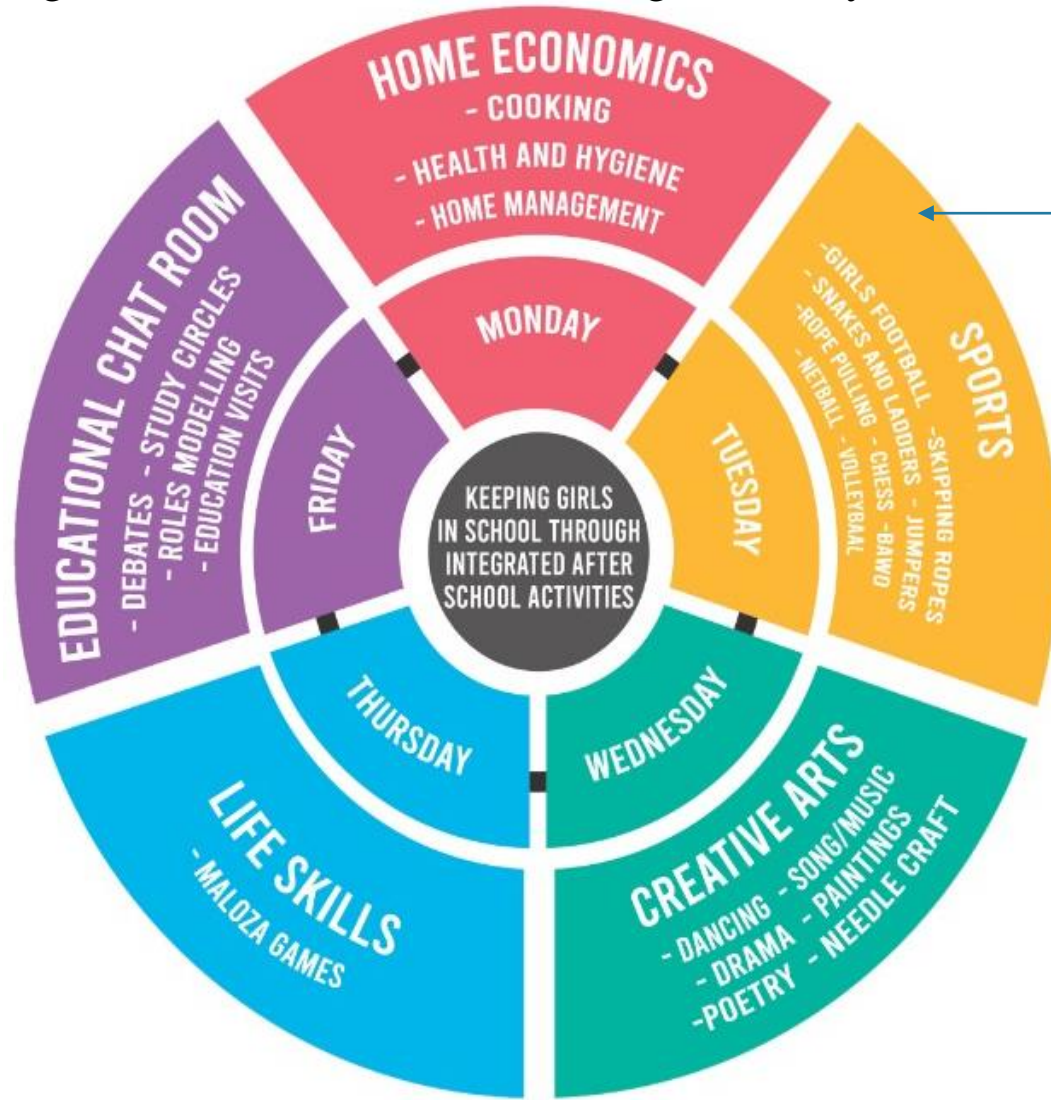 HOME ECONOMICS
- COOKING
- HEALTH AND HYGIENE
- HOME MANAGEMENT
MONDAY
SPORTS
-GIRLS FOOTBALL -SKIPPING ROPES
- SNAKES AND LADDERS - JUMPERS
-ROPE PULLING - CHESS -BAWO
- NETBALL - VOLLEYBAAL
TUESDAY
WEDNESDAY
CREATIVE ARTS
- DANCING - SONG/MUSIC
- DRAMA - PAINTINGS
-POETRY - NEEDLE CRAFT
THURSDAY
LIFE SKILLS
- MALOZA GAMES
EDUCATIONAL CHAT ROOM
- DEBATES - STUDY CIRCLES
- ROLES MODELLING
- EDUCATION VISITS
FRIDAY
KEEPING GIRLS
IN SCHOOL THROUGH
INTEGRATED AFTER
SCHOOL ACTIVITIES